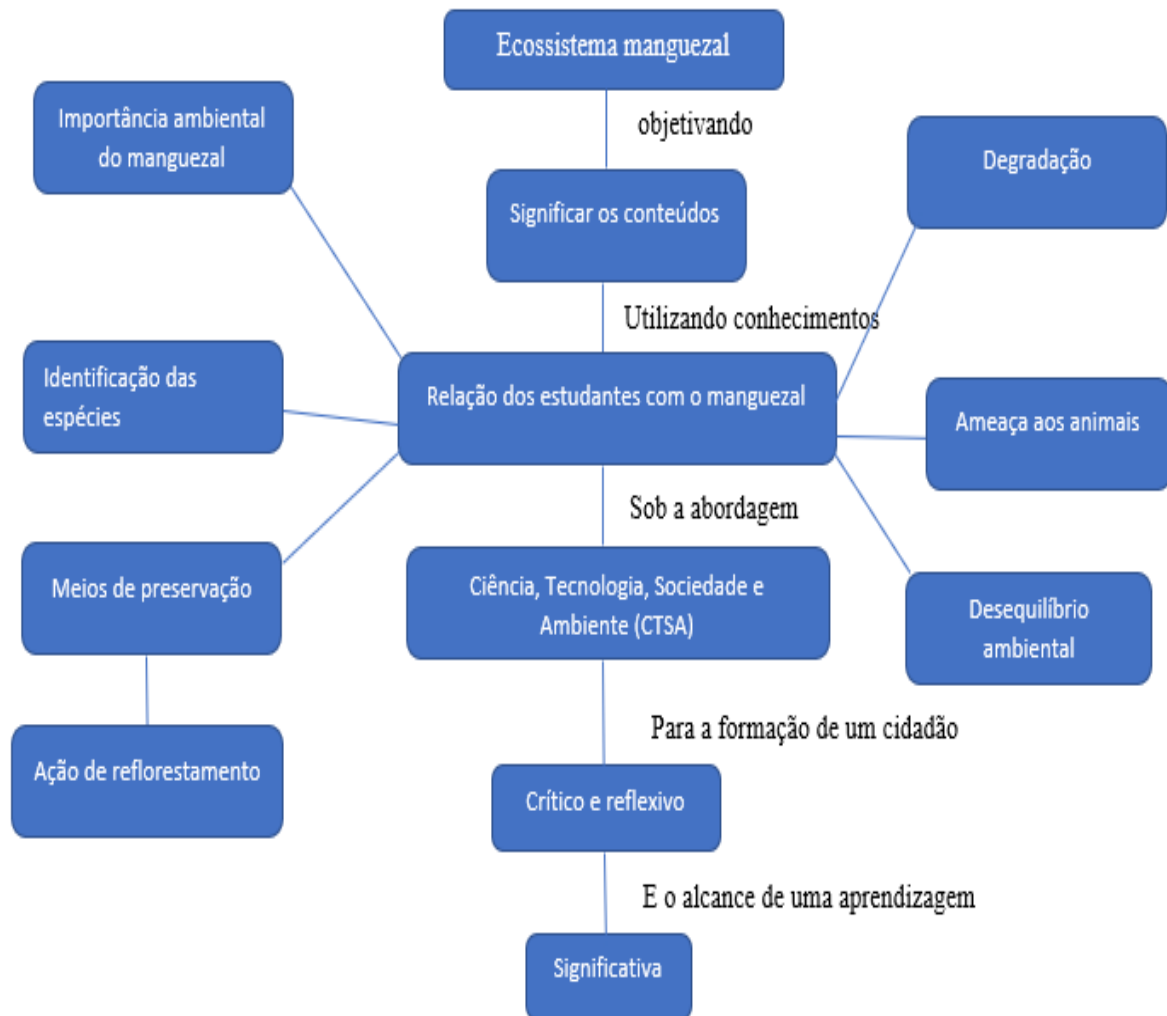 Ecossistema manguezal
objetivando
Importância ambiental
do manguezal
Degradação
Significar os conteúdos
Utilizando conhecimentos
Identificação das
espécies
Relação dos estudantes com o manguezal
Ameaça aos animais
Sob a abordagem
Meios de preservação
Ciência, Tecnologia, Sociedade e
Ambiente (CTSA)
Desequilíbrio
ambiental
Para a formação de um cidadão
Ação de reflorestamento
Crítico e reflexivo
E o alcance de uma aprendizagem
Significativa